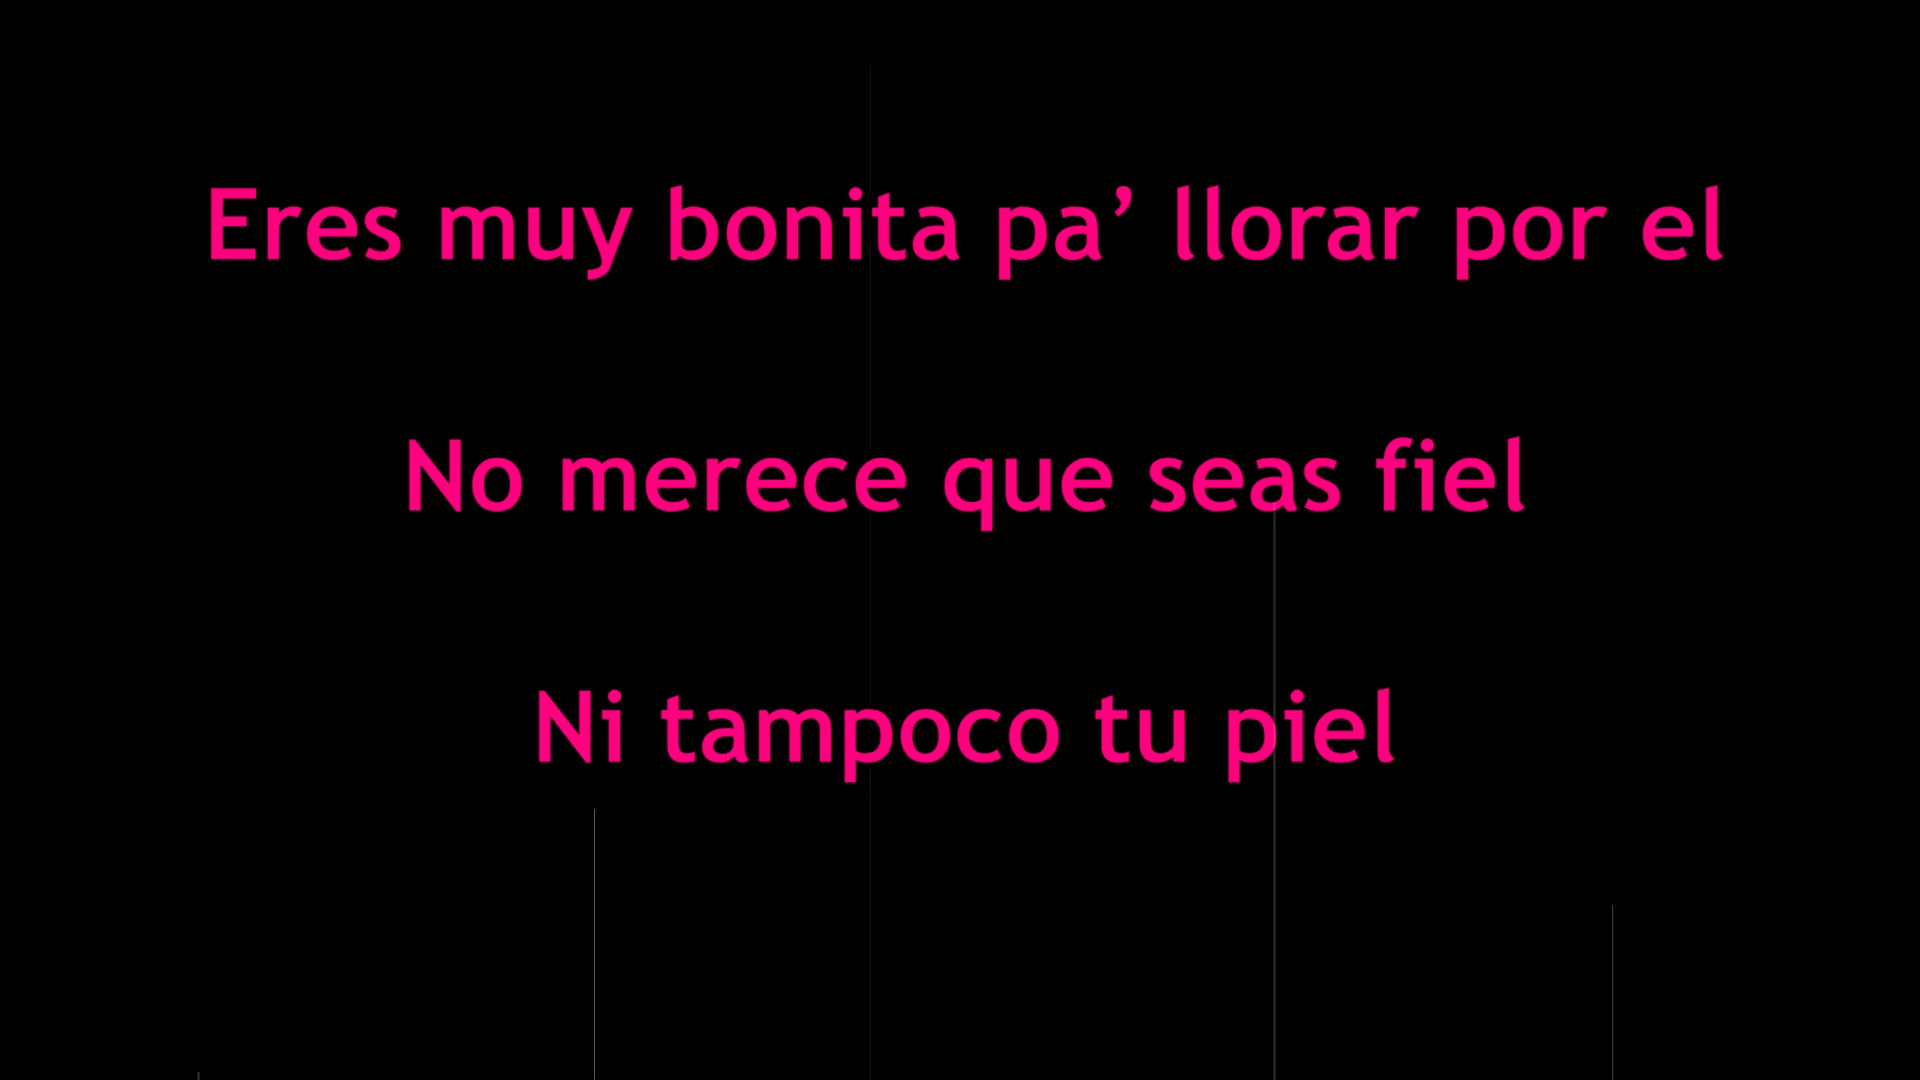 Eres muy bonita pa’ llorar por el
No merece que seas fiel
Ni tampoco tu piel